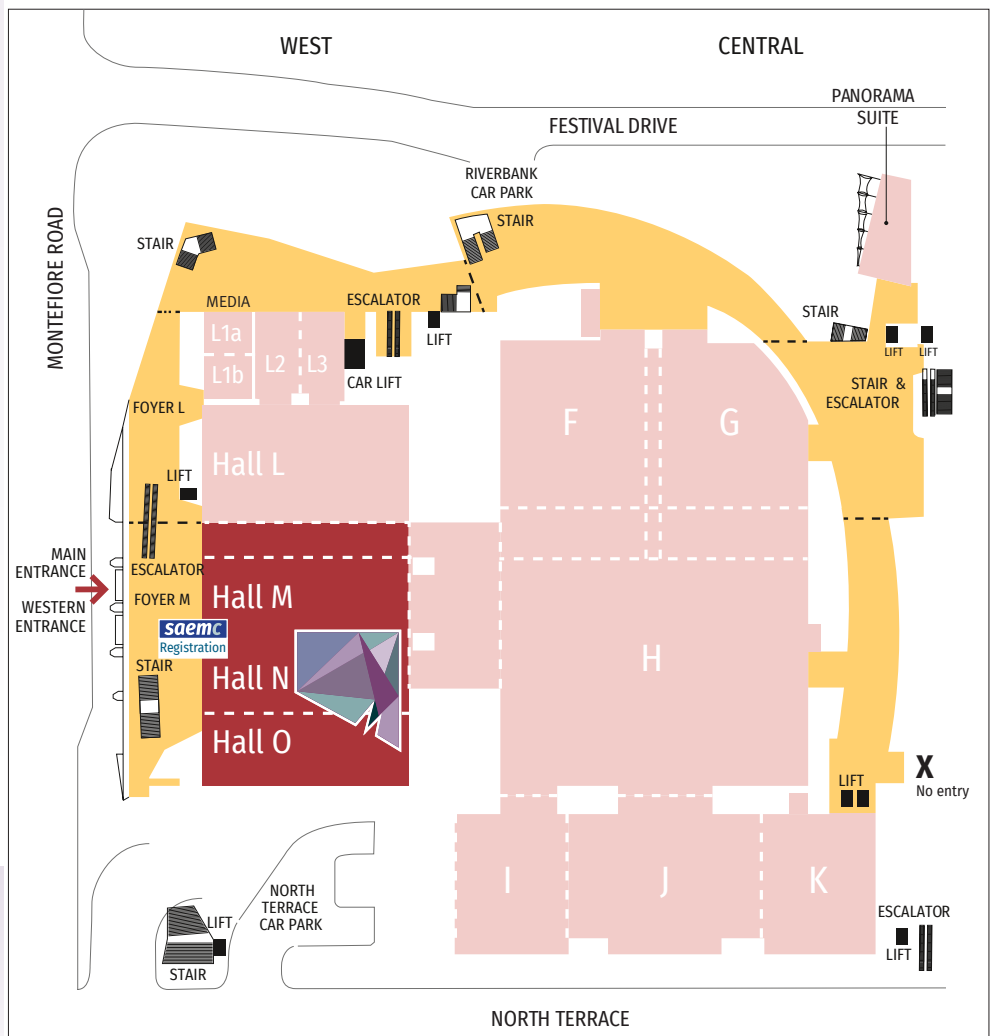 WEST
CENTRAL
PANORAMA
SUITE
FESTIVAL DRIVE
RIVERBANK
CAR PARK
STAIR
MONTEFIORE ROAD
STAIR
MEDIA
ESCALATOR
LIFT
STAIR
LIFT
LIFT
L1a
L1b
L2
L3
CAR LIFT
STAIR &
ESCALATOR
FOYER L
F
G
Hall L
LIFT
MAIN
ENTRANCE
ESCALATOR
FOYER M
WESTERN
ENTRANCE
Hall M
saemc
Registration
H
STAIR
Hall N
Hall O
X
No entry
LIFT
I
J
K
NORTH
TERRACE
CAR PARK
LIFT
STAIR
ESCALATOR
LIFT
NORTH TERRACE